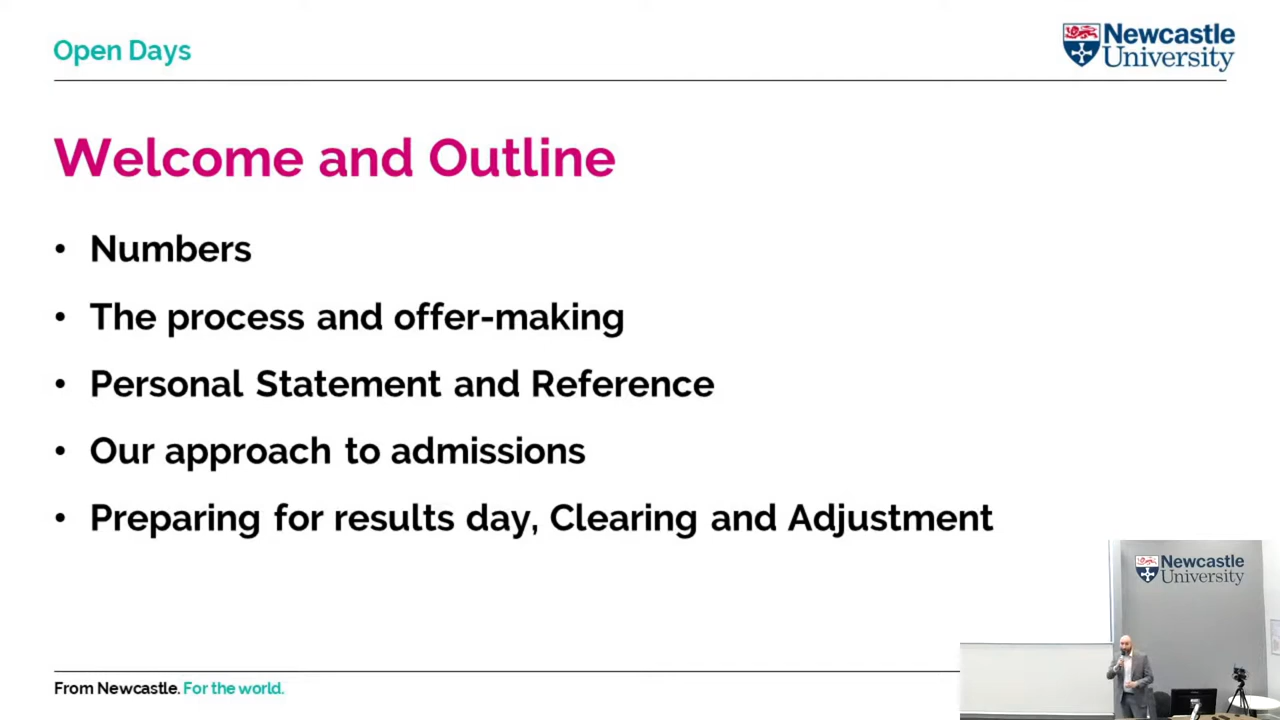 Open Days
Newcastle
University
Welcome and Outline
• Numbers
• The process and offer-making
• Personal Statement and Reference
• Our approach to admissions
• Preparing for results day, Clearing and Adjustment
Newcastle
University
From Newcastle. For the world.